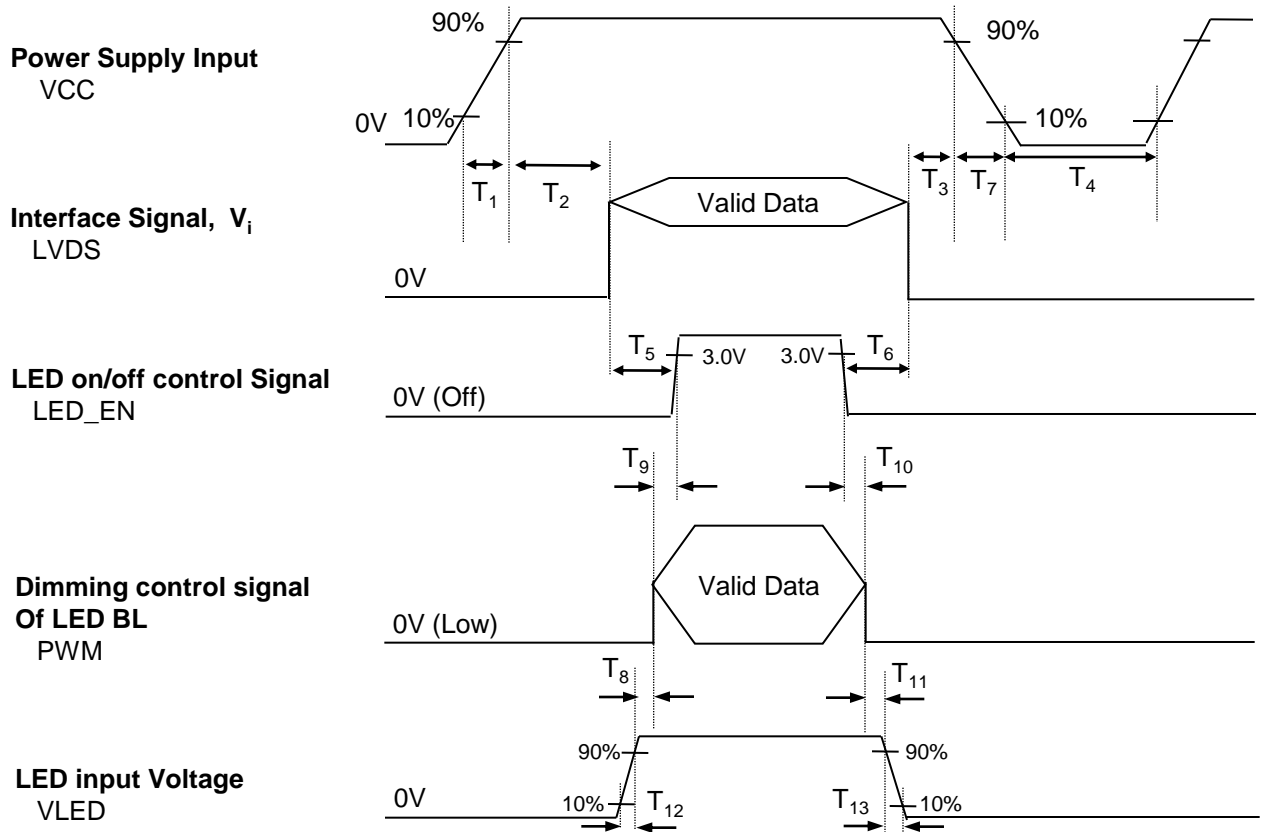 90%
90%
Power Supply Input
VCC
0V
10%
10%
T1
T2
T3
T7
T4
Valid Data
Interface Signal, Vi
LVDS
0V
T5
3.0V
3.0V
T6
LED on/off control Signal
LED_EN
0V (Off)
T9
T10
Dimming control signal
Of LED BL
PWM
Valid Data
0V (Low)
T8
T11
90%
90%
LED input Voltage
VLED
0V
10%
T12
T13
10%